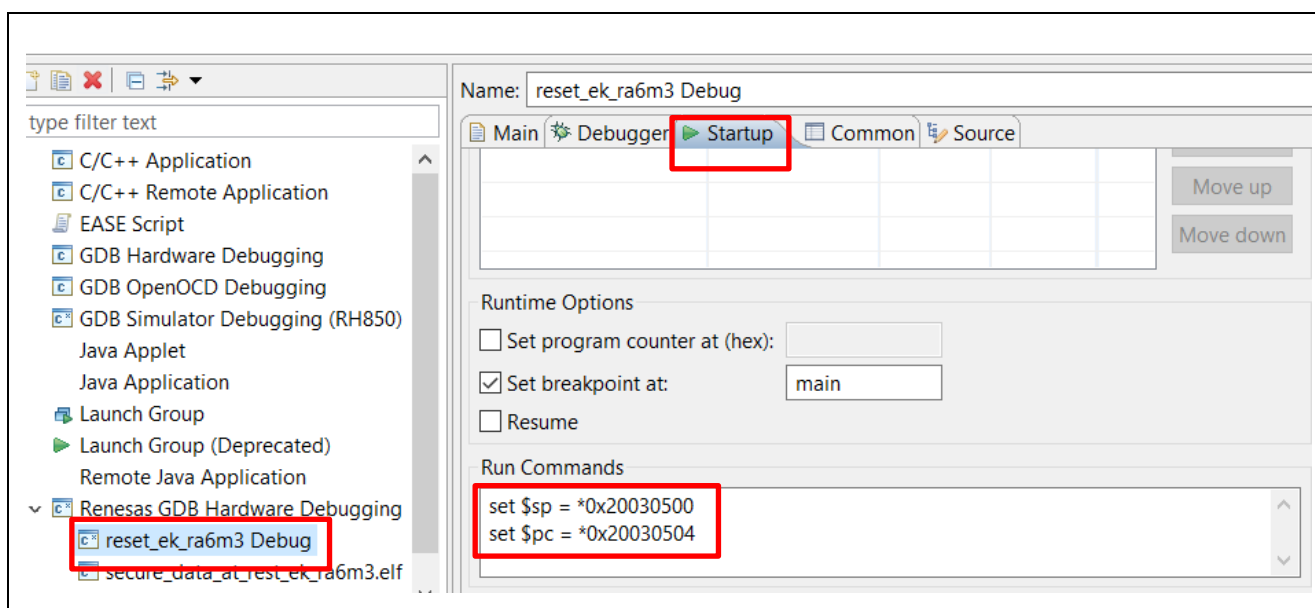 type filter text
C/C++ Application
C/C++ Remote Application
EASE Script
GDB Hardware Debugging
GDB OpenOCD Debugging
GDB Simulator Debugging (RH850)
Java Applet
Java Application
Launch Group
Launch Group (Deprecated)
Remote Java Application
Renesas GDB Hardware Debugging
reset_ek_ra6m3 Debug
secure_data_at_rest_ek_ra6m3.elf
Name: reset_ek_ra6m3 Debug
Main Debugger Startup Common Source
Move up
Move down
Runtime Options
Set program counter at (hex):
Set breakpoint at: main
Resume
Run Commands
set $sp = *0x20030500
set $pc = *0x20030504